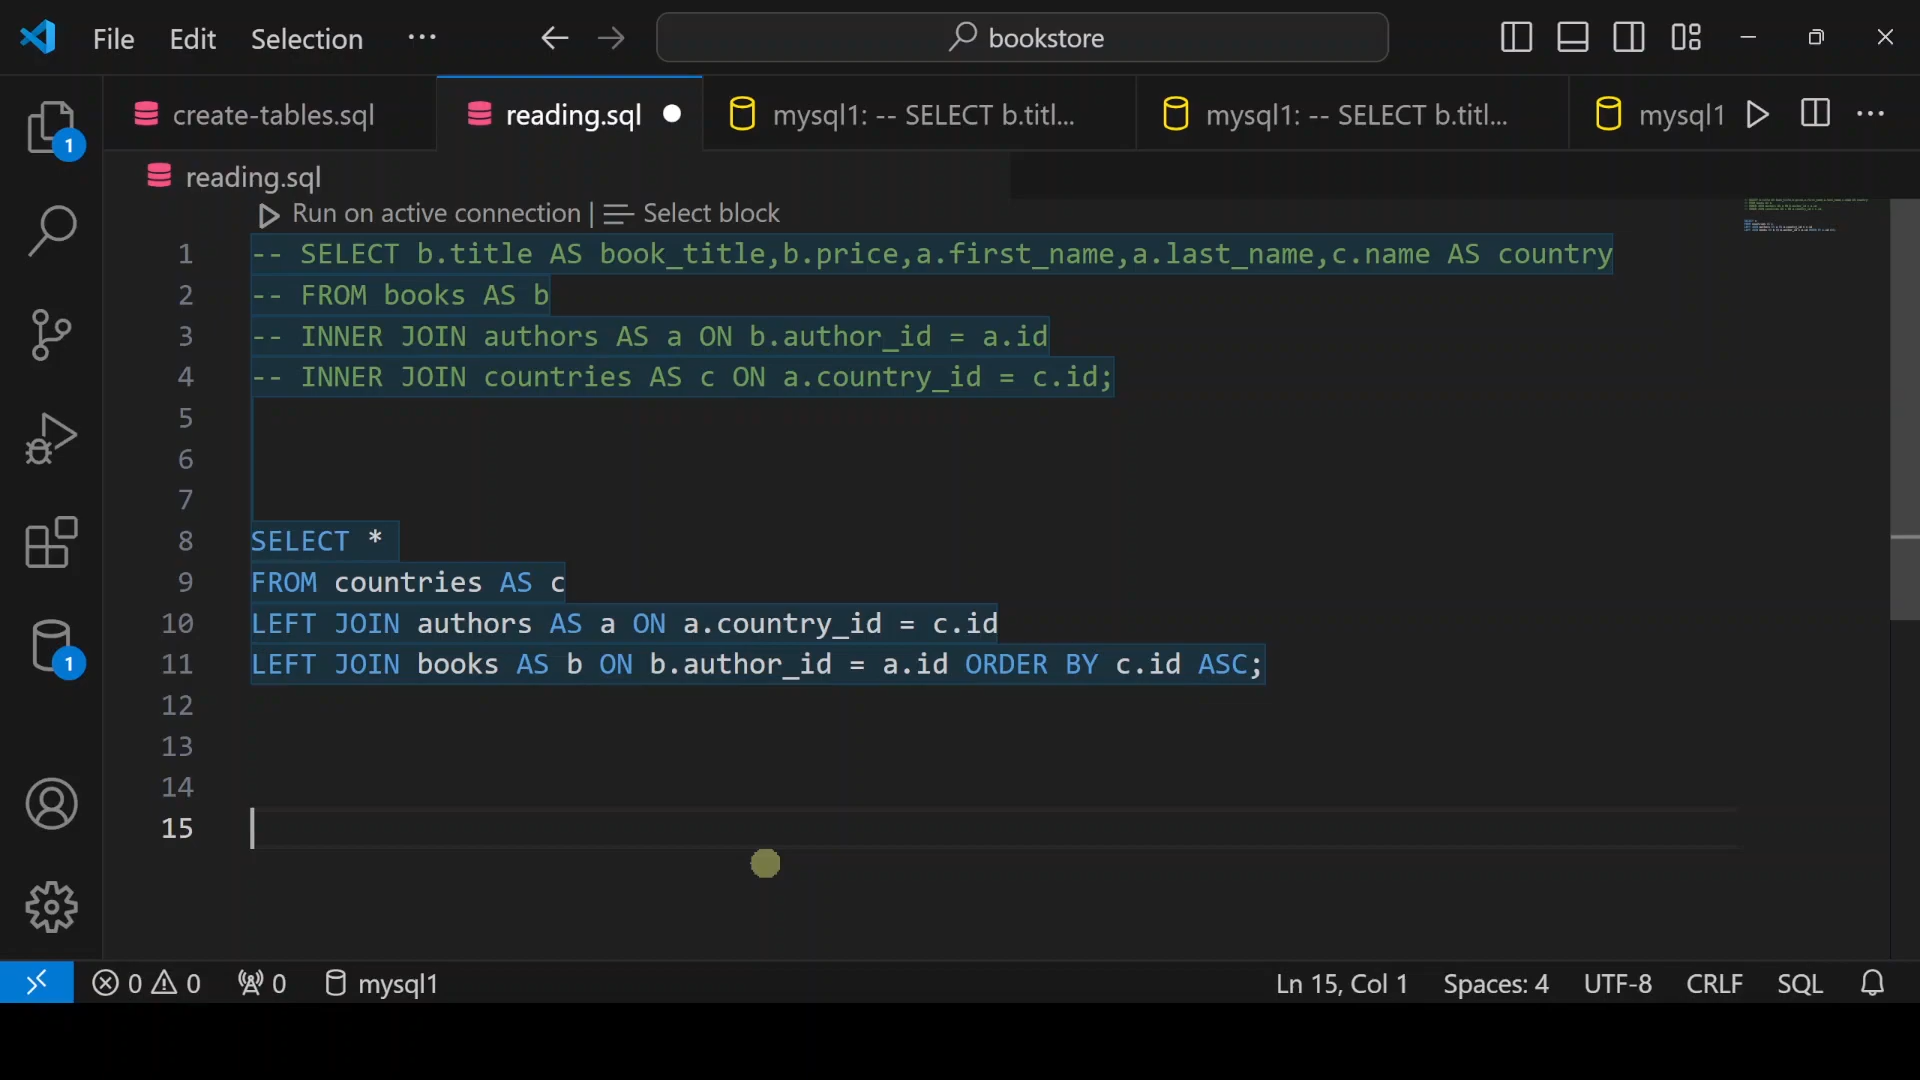 File Edit Selection ··· bookstore
create-tables.sql reading.sql mysql1: -- SELECT b.titl... mysql1: -- SELECT b.titl... mysql1
reading.sql
Run on active connection | Select block
1 -- SELECT b.title AS book_title,b.price,a.first_name,a.last_name,c.name AS country
2 -- FROM books AS b
3 -- INNER JOIN authors AS a ON b.author_id = a.id
4 -- INNER JOIN countries AS c ON a.country_id = c.id;
5
6
7
8 SELECT *
9 FROM countries AS c
10 LEFT JOIN authors AS a ON a.country_id = c.id
11 LEFT JOIN books AS b ON b.author_id = a.id ORDER BY c.id ASC;
12
13
14
15
1
1
0 0 0 mysql1 Ln 15, Col 1 Spaces: 4 UTF-8 CRLF SQL